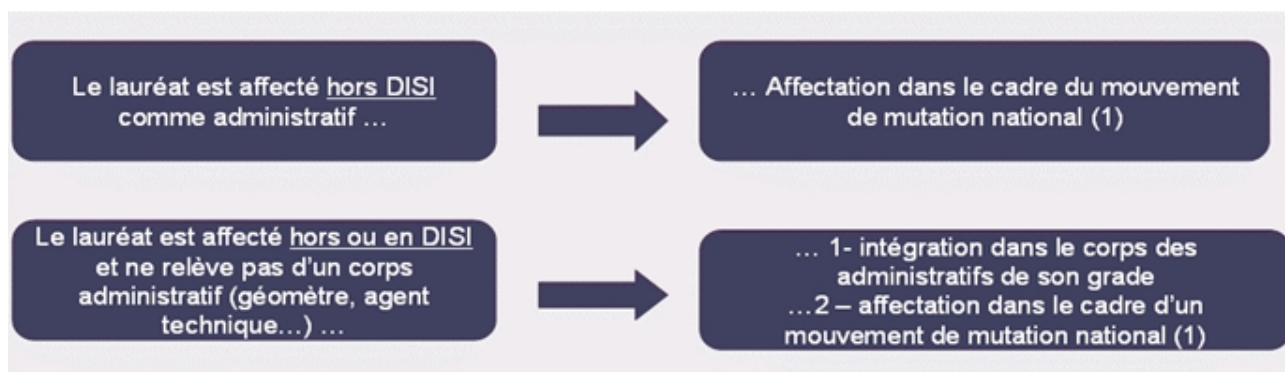 Le lauréat est affecté hors DISI
comme administratif …
… Affectation dans le cadre du mouvement
de mutation national (1)
Le lauréat est affecté hors ou en DISI
et ne relève pas d'un corps
administratif (géomètre, agent
technique…) …
… 1- intégration dans le corps des
administratifs de son grade
…2 – affectation dans le cadre d'un
mouvement de mutation national (1)